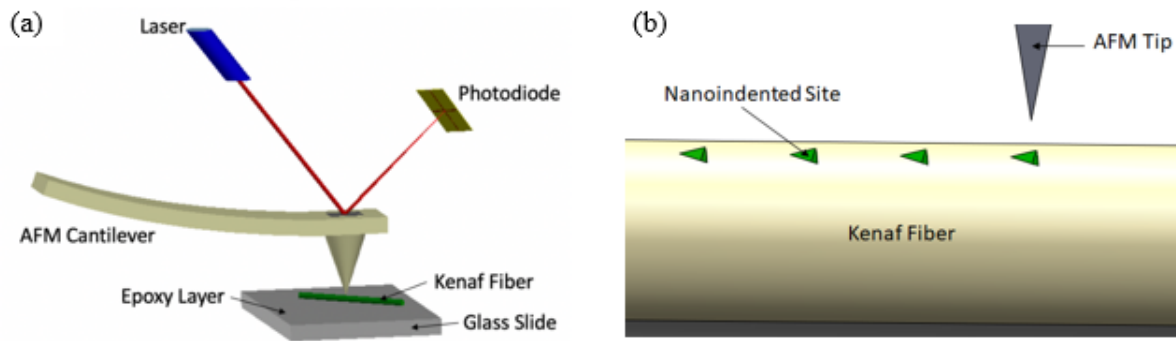 (a)
Laser
Photodiode
AFM Cantilever
Epoxy Layer
Kenaf Fiber
Glass Slide
(b)
AFM Tip
Nanoindented Site
Kenaf Fiber